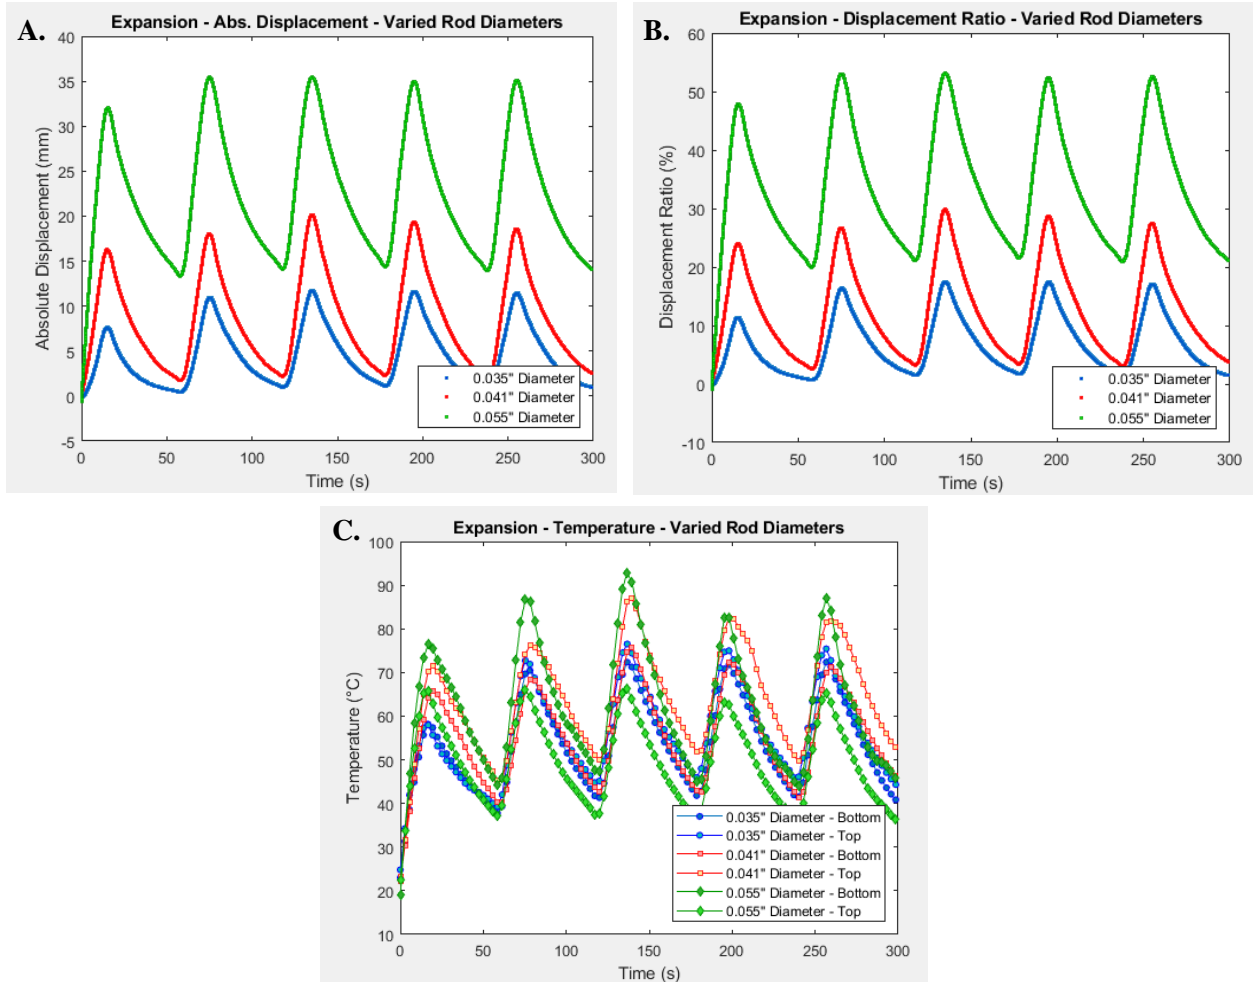 A.
Expansion - Abs. Displacement - Varied Rod Diameters
40
35
30
25
20
15
10
5
0
-5
Absolute Displacement (mm)
0.035" Diameter
0.041" Diameter
0.055" Diameter
0 50 100 150 200 250 300
Time (s)
B.
Expansion - Displacement Ratio - Varied Rod Diameters
60
50
40
30
20
10
0
-10
Displacement Ratio (%)
0.035" Diameter
0.041" Diameter
0.055" Diameter
0 50 100 150 200 250 300
Time (s)
C.
Expansion - Temperature - Varied Rod Diameters
100
90
80
70
60
50
40
30
20
10
Temperature (°C)
0.035" Diameter - Bottom
0.035" Diameter - Top
0.041" Diameter - Bottom
0.041" Diameter - Top
0.055" Diameter - Bottom
0.055" Diameter - Top
0 50 100 150 200 250 300
Time (s)